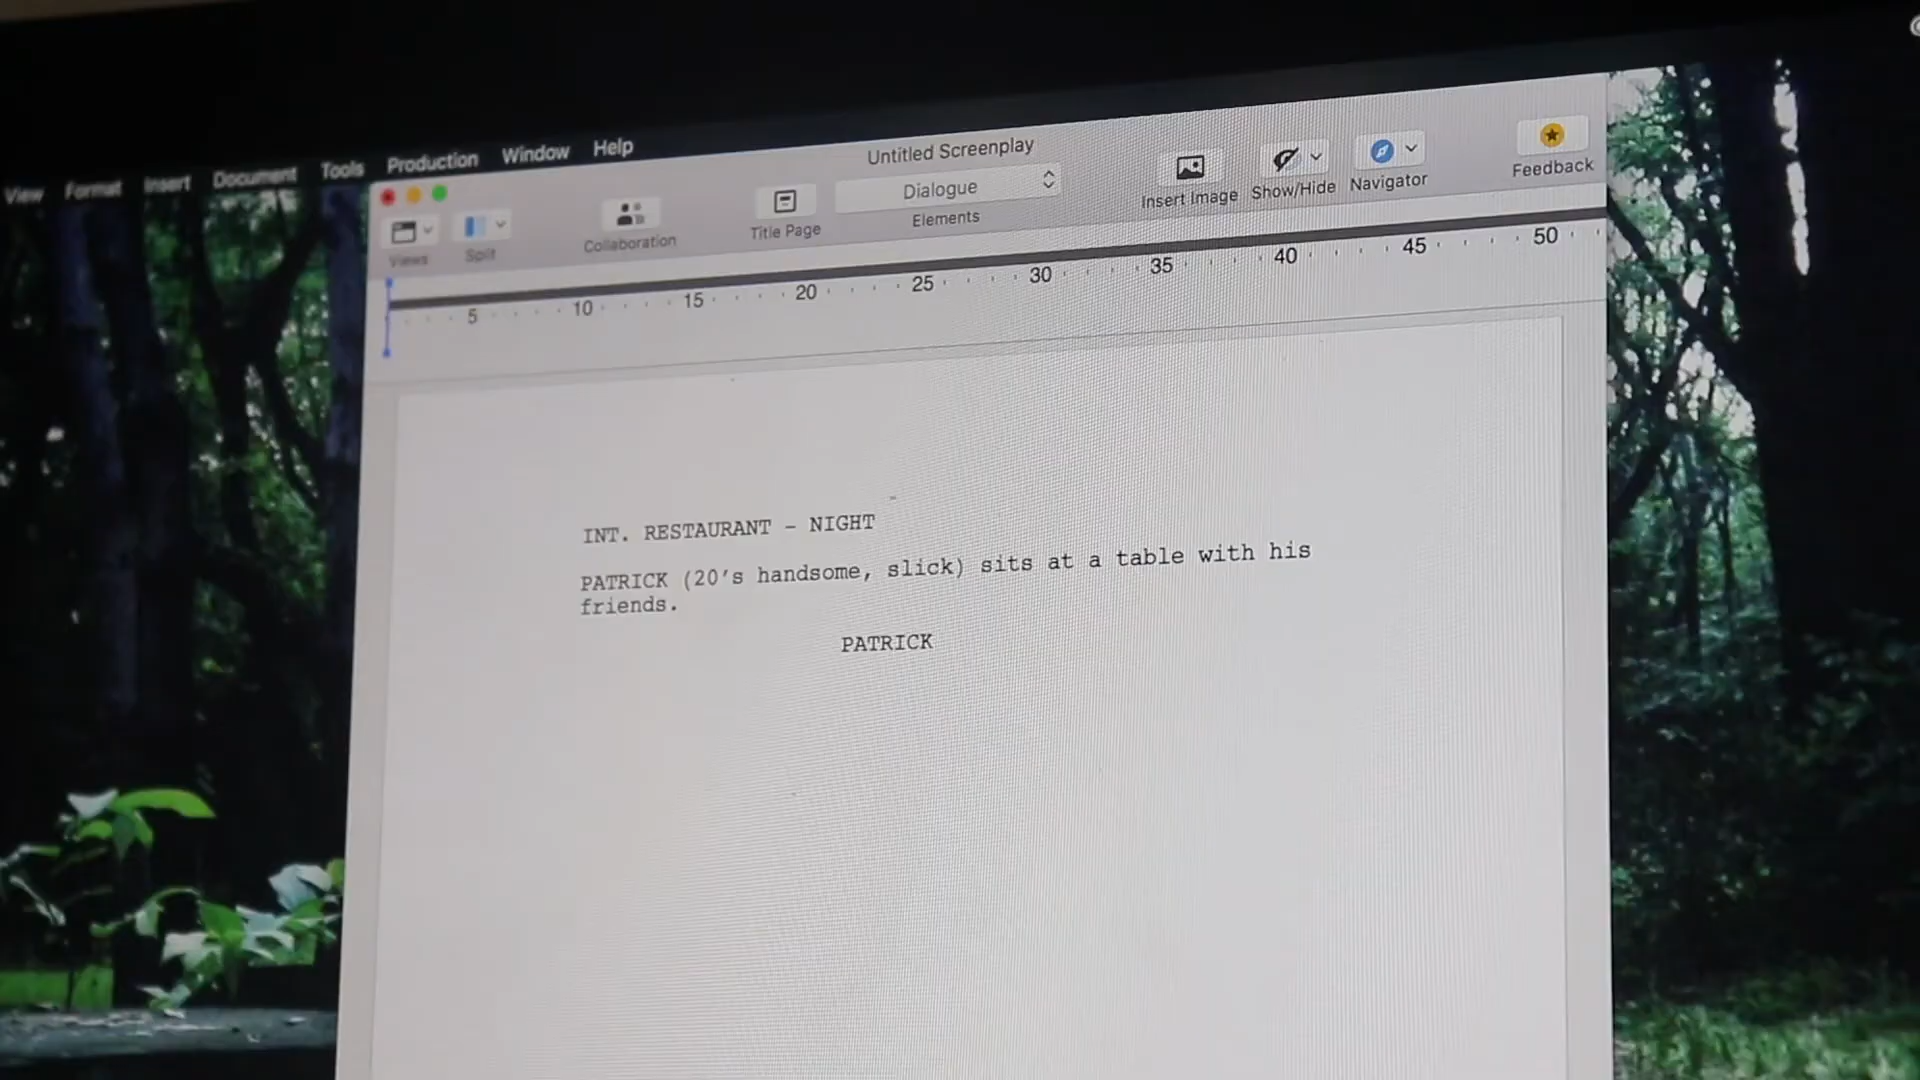 View Format Insert Document Tools Production Window Help
Untitled Screenplay
Views Split Collaboration Title Page Dialogue Elements Insert Image Show/Hide Navigator Feedback
5 10 15 20 25 30 35 40 45 50
INT. RESTAURANT - NIGHT
PATRICK (20's handsome, slick) sits at a table with his
friends.
PATRICK